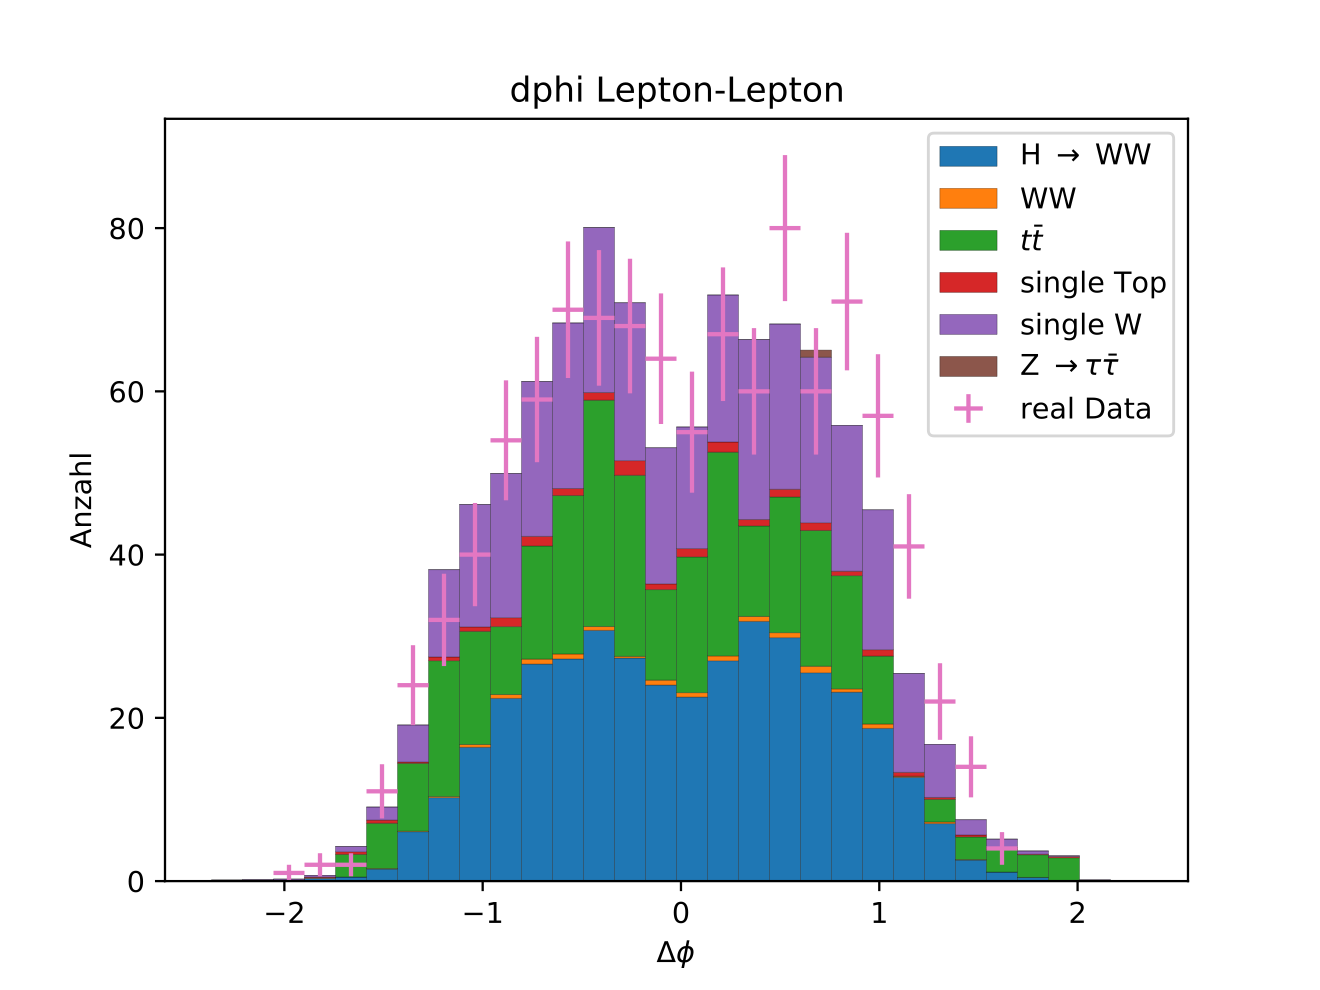 dphi Lepton-Lepton
H → WW
WW
tt̄
single Top
single W
Z → ττ̄
real Data
Anzahl
80
60
40
20
0
−2
−1
0
1
2
Δϕ